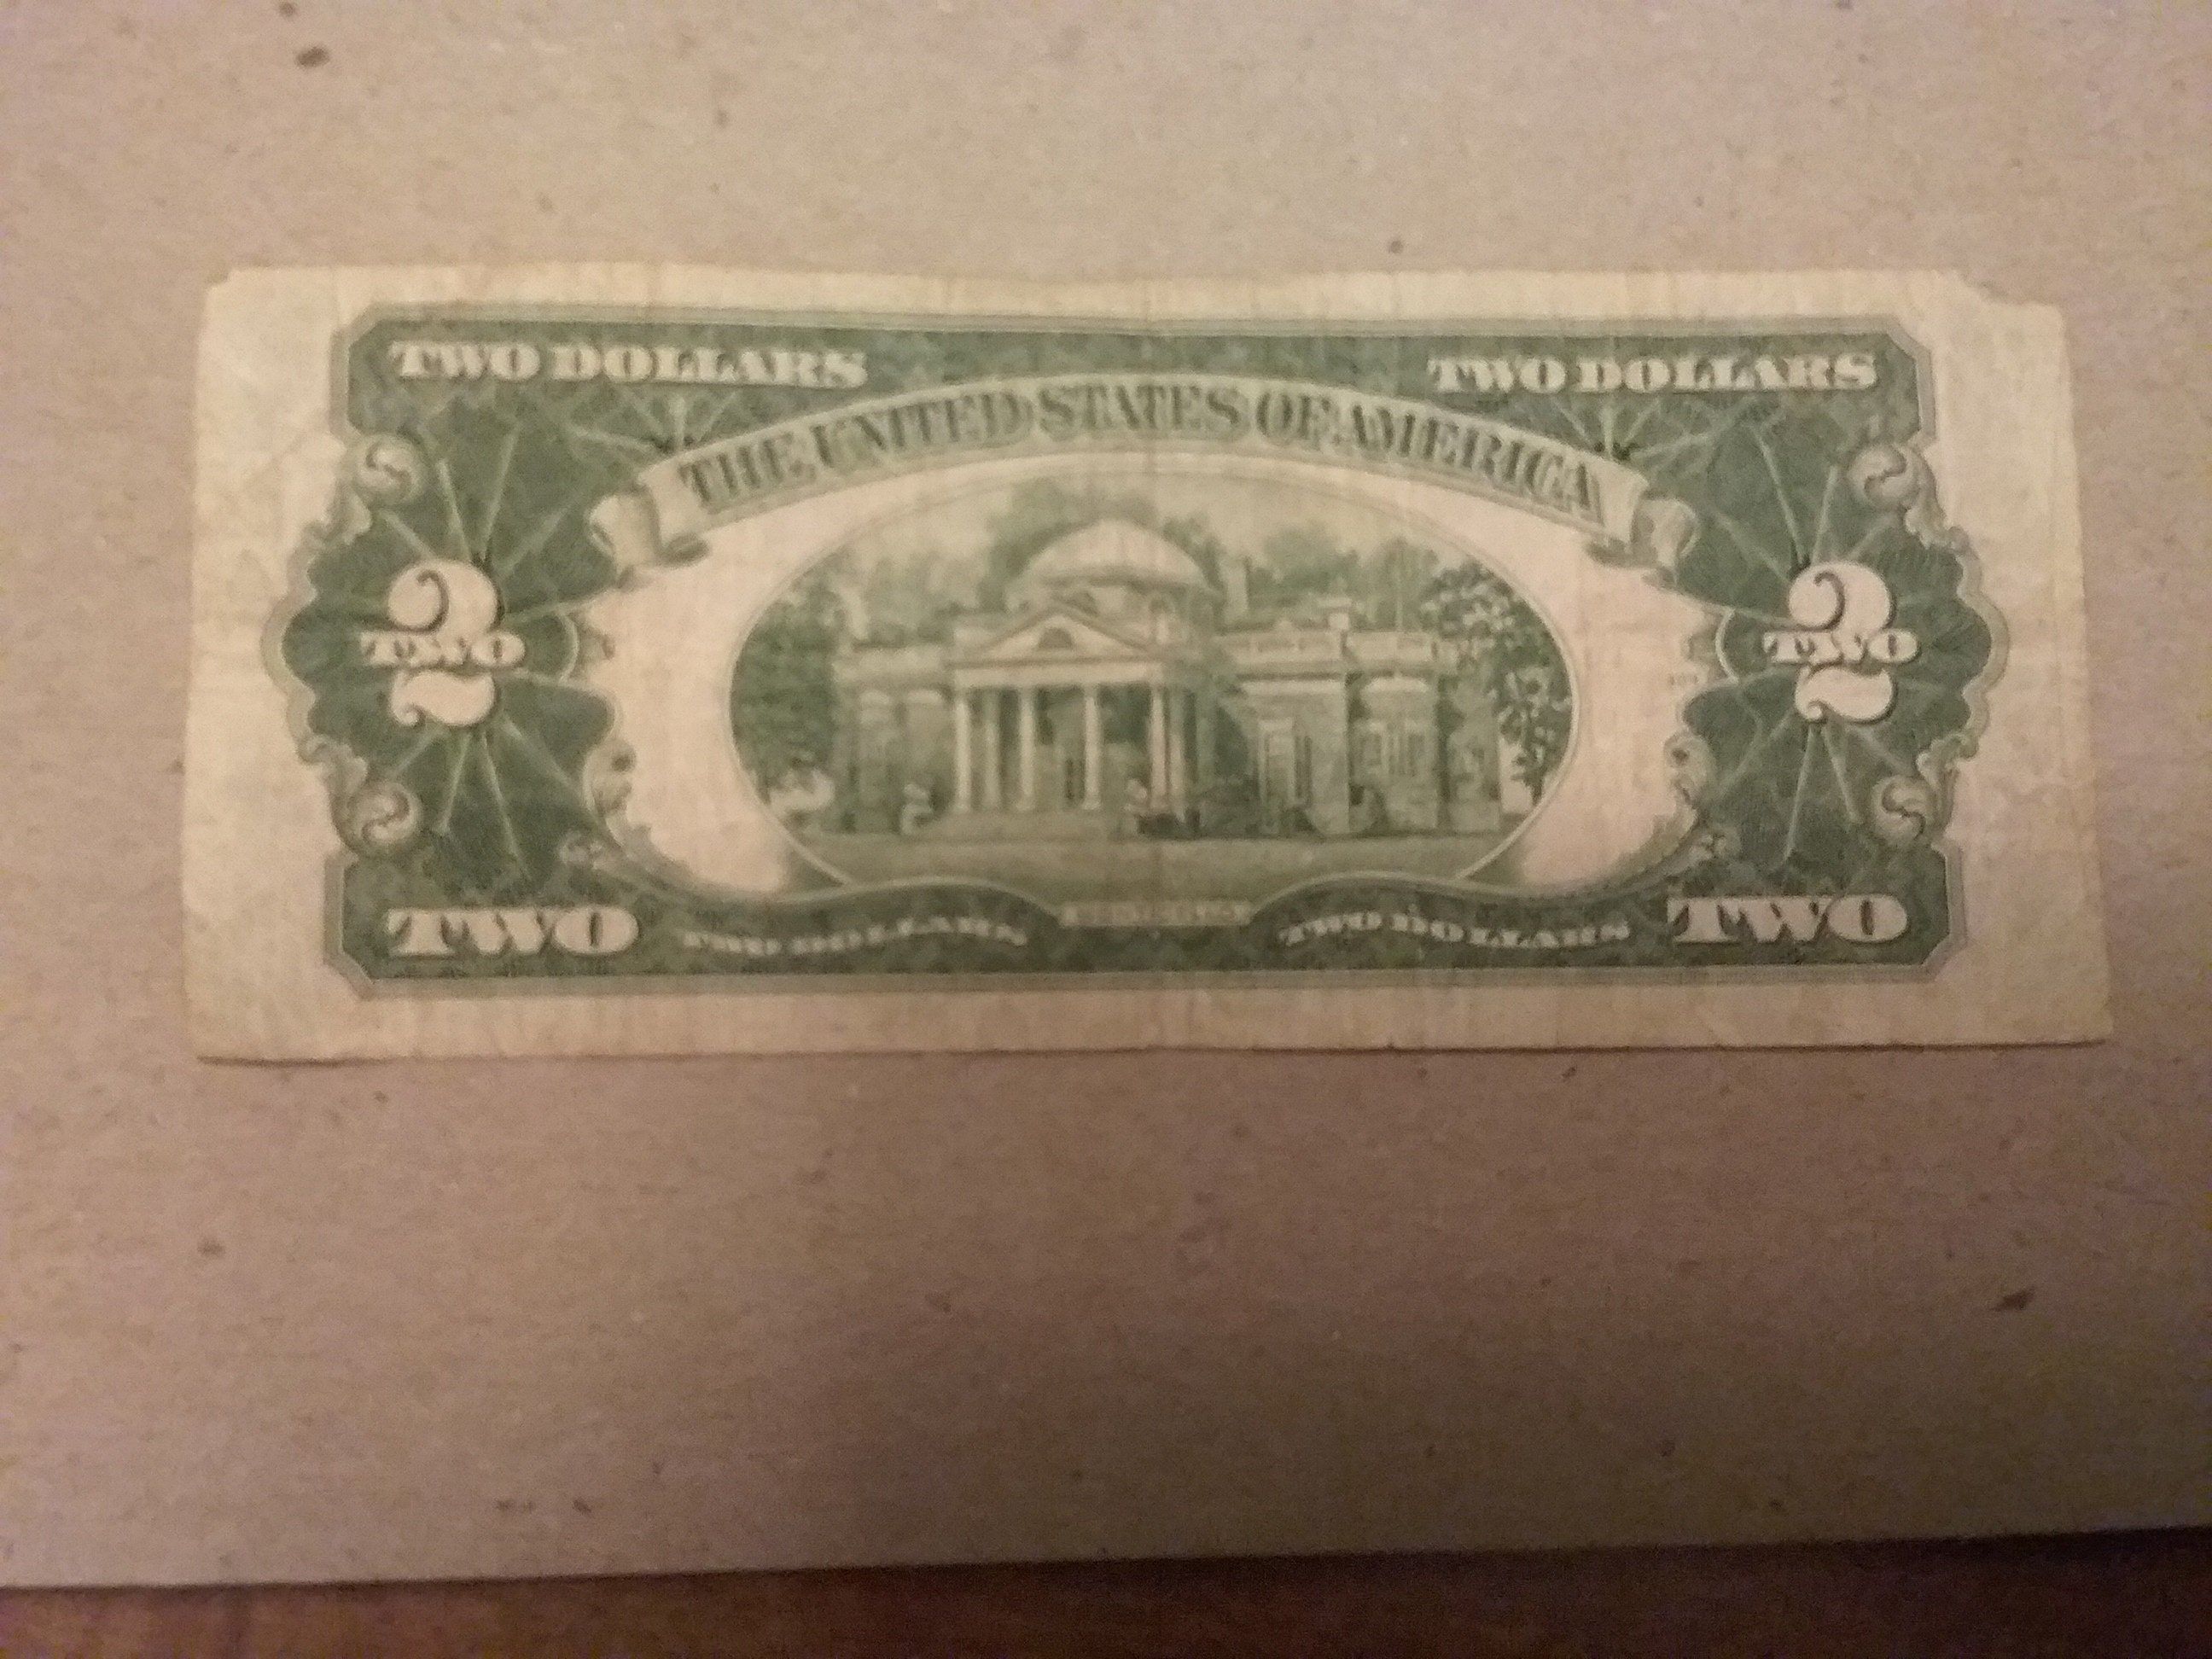 TWO DOLLARS TWO DOLLARS
THE UNITED STATES OF AMERICA
2 TWO 2 TWO
TWO TWO DOLLARS TWO DOLLARS TWO